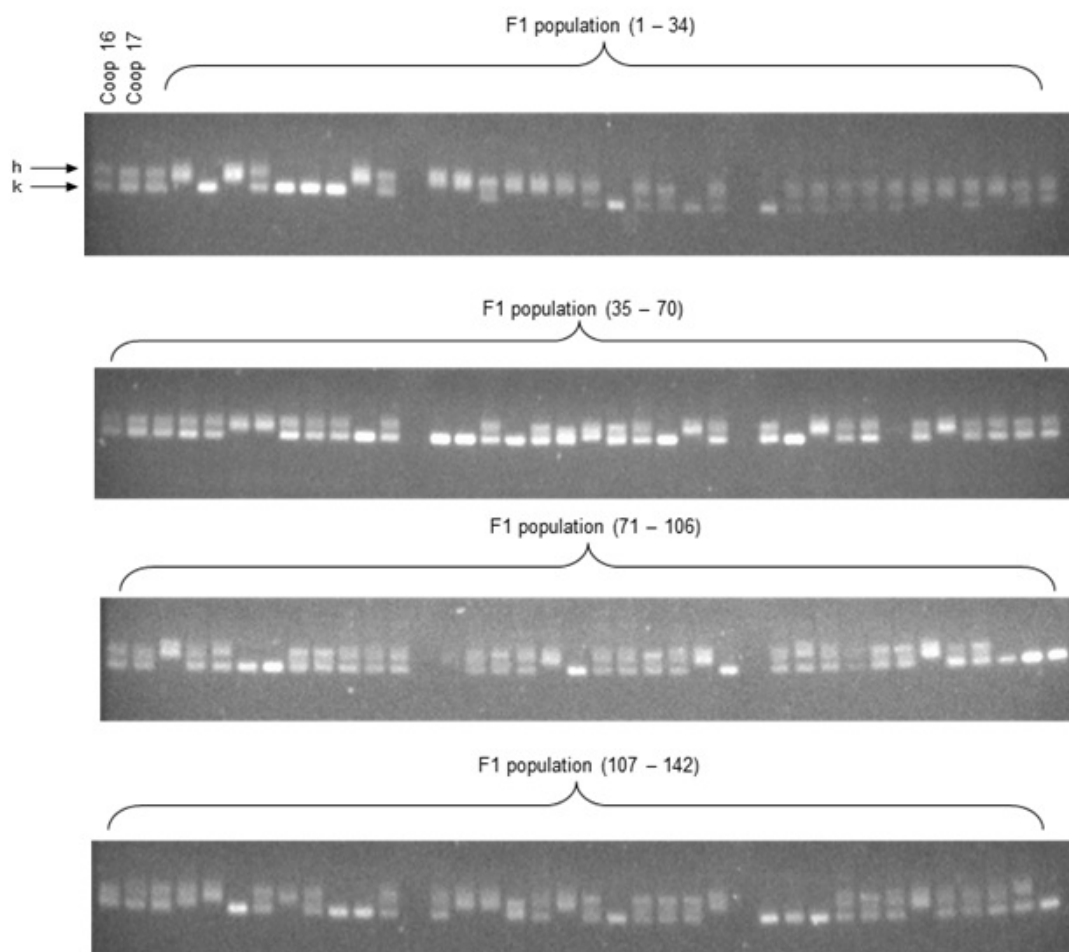 F1 population (1 – 34)
Coop 16
Coop 17
h
k
F1 population (35 – 70)
F1 population (71 – 106)
F1 population (107 – 142)